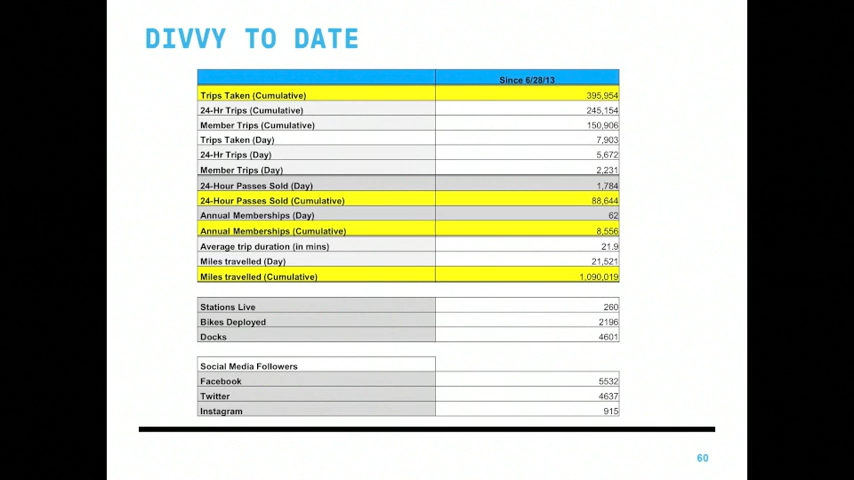 DIVVY TO DATE
Since 6/28/13
Trips Taken (Cumulative) 395,954
24-Hr Trips (Cumulative) 245,154
Member Trips (Cumulative) 150,906
Trips Taken (Day) 7,903
24-Hr Trips (Day) 5,672
Member Trips (Day) 2,231
24-Hour Passes Sold (Day) 1,784
24-Hour Passes Sold (Cumulative) 88,644
Annual Memberships (Day) 62
Annual Memberships (Cumulative) 8,556
Average trip duration (in mins) 21.9
Miles travelled (Day) 21,521
Miles travelled (Cumulative) 1,090,019
Stations Live 260
Bikes Deployed 2196
Docks 4601
Social Media Followers
Facebook 5532
Twitter 4637
Instagram 915
60